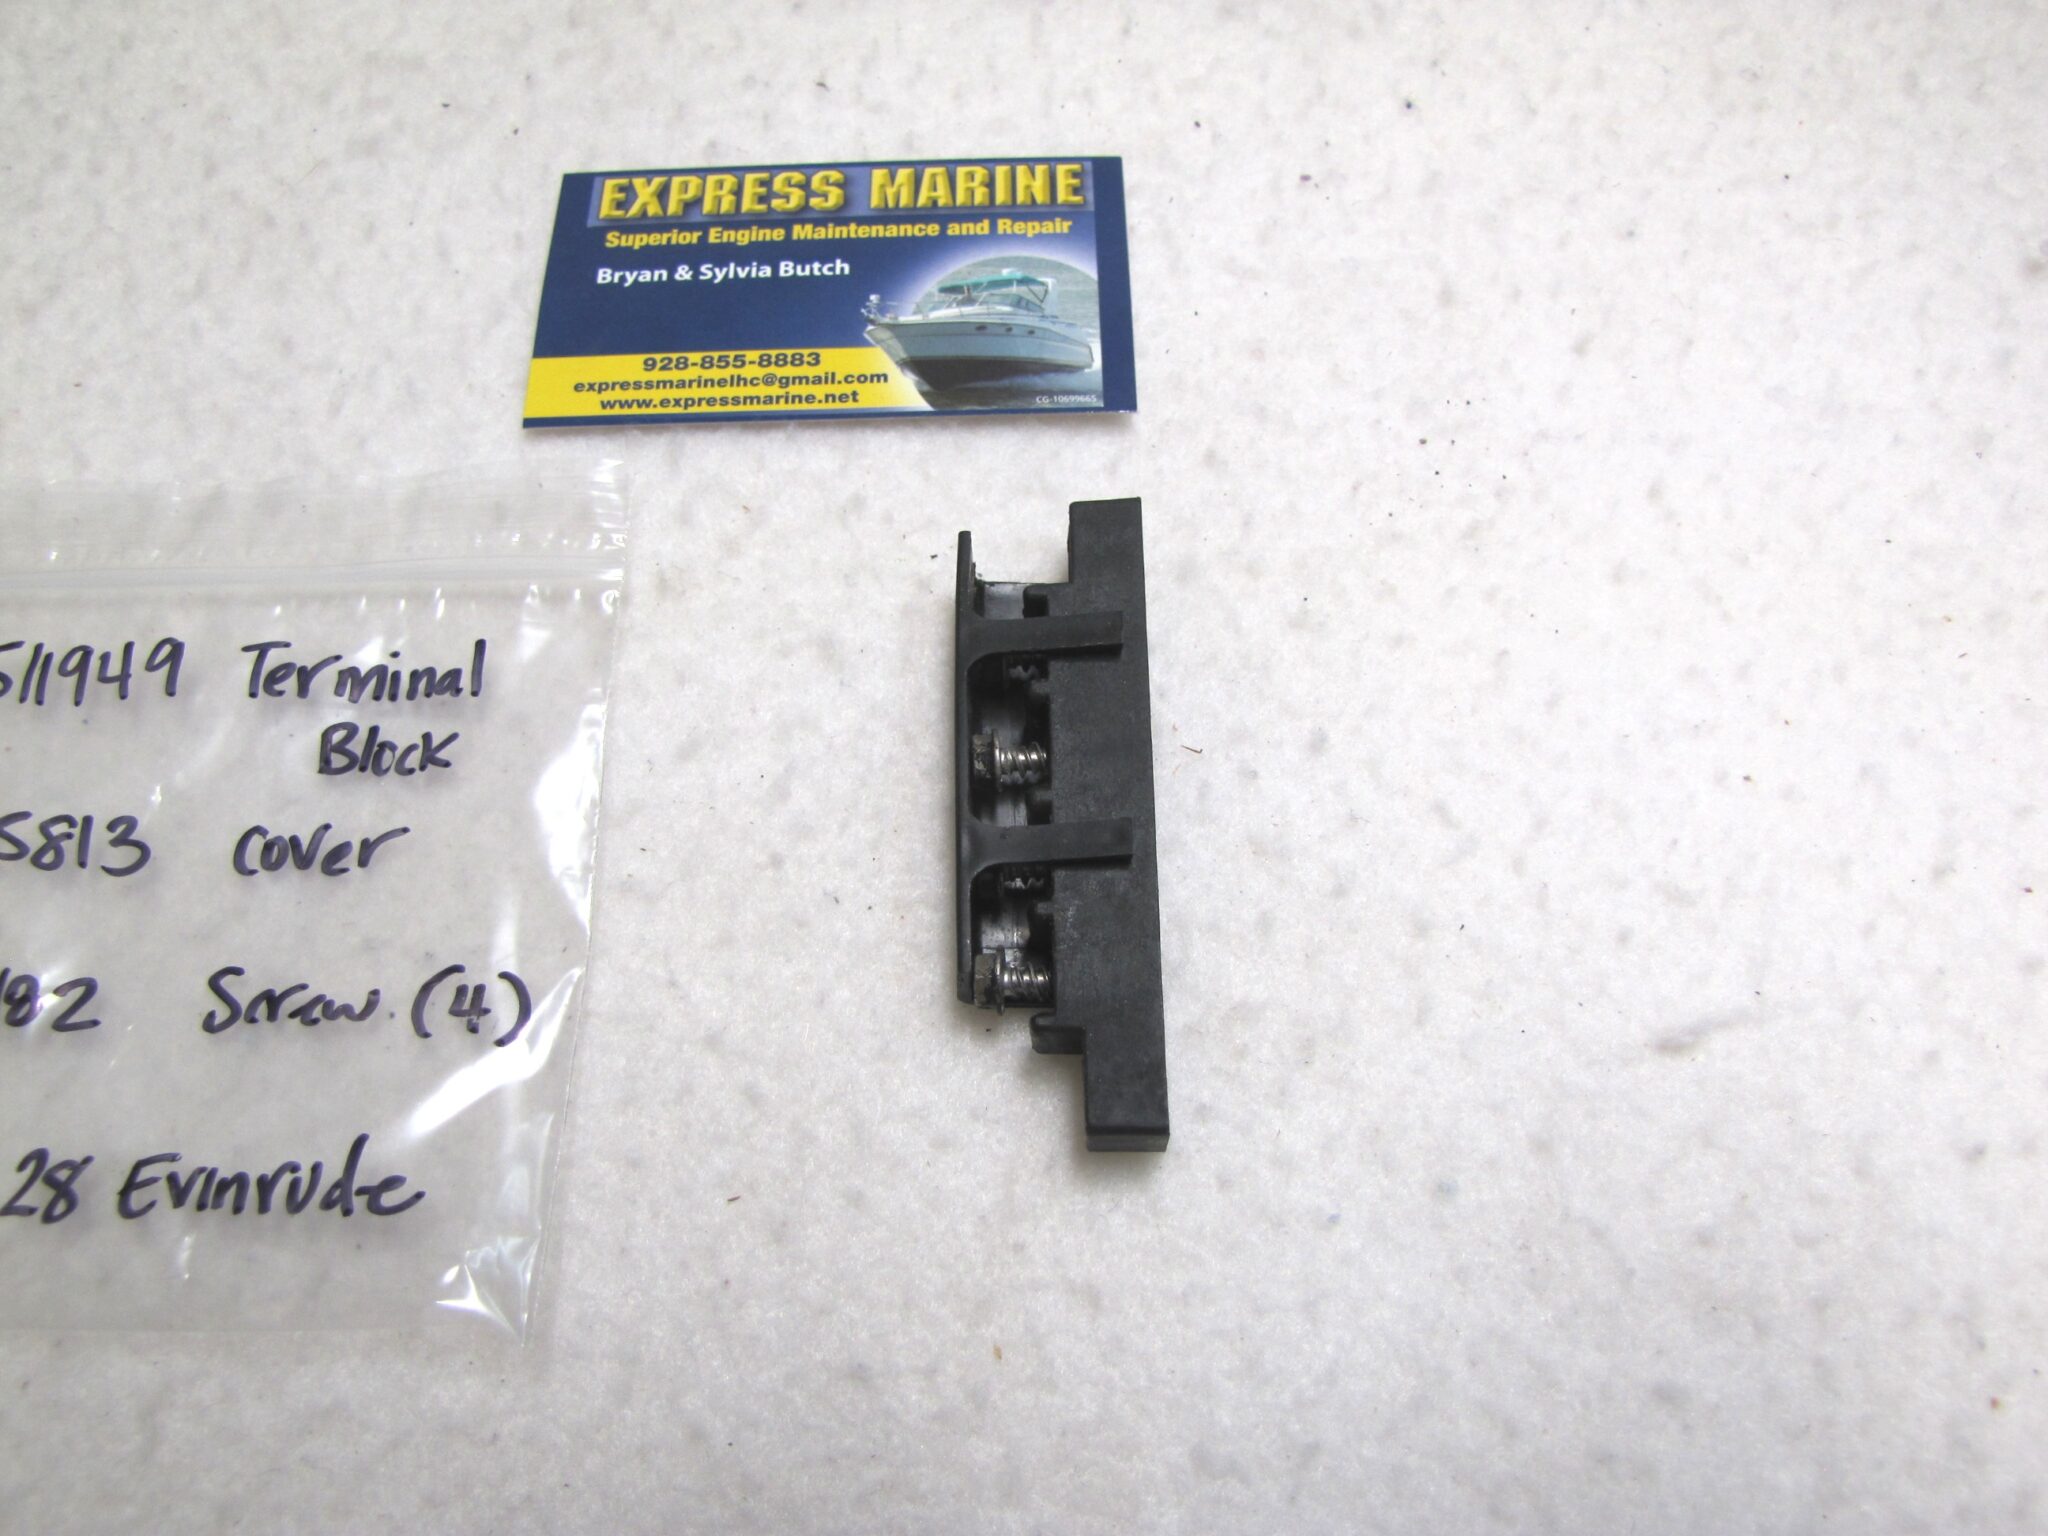 EXPRESS MARINE
Superior Engine Maintenance and Repair
Bryan & Sylvia Butch
928-855-8883
expressmarinelhc@gmail.com
www.expressmarine.net
CG-10699665
511949 Terminal
Block
5813 cover
182 Screw (4)
28 Evinrude